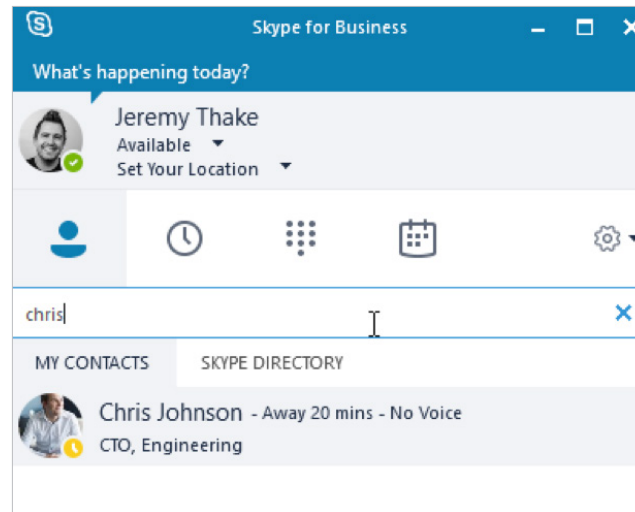 Skype for Business
What's happening today?
Jeremy Thake
Available
Set Your Location
chris
MY CONTACTS SKYPE DIRECTORY
Chris Johnson - Away 20 mins - No Voice
CTO, Engineering